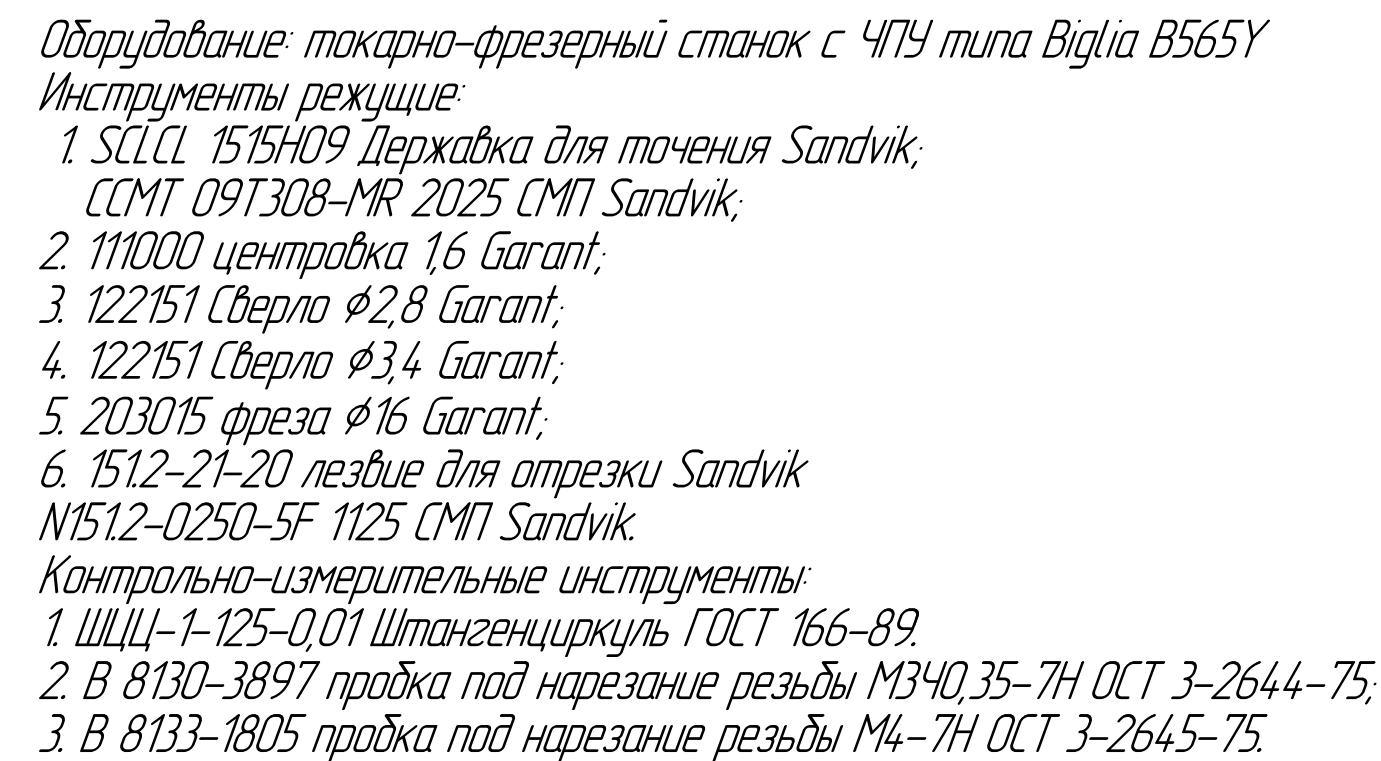 Оборудование: токарно-фрезерный станок с ЧПУ типа Biglia B565Y
Инструменты режущие:
1. SCLCL 1515H09 Державка для точения Sandvik;
CCMT 09T308-MR 2025 СМП Sandvik;
2. 111000 центровка 1,6 Garant;
3. 122151 Сверло ϕ2,8 Garant;
4. 122151 Сверло ϕ3,4 Garant;
5. 203015 фреза ϕ16 Garant;
6. 151.2-21-20 лезвие для отрезки Sandvik
N151.2-0250-5F 1125 СМП Sandvik.
Контрольно-измерительные инструменты:
1. ШЦЦ-1-125-0,01 Штангенциркуль ГОСТ 166-89.
2. В 8130-3897 пробка под нарезание резьбы М3Ч0,35-7Н ОСТ 3-2644-75;
3. В 8133-1805 пробка под нарезание резьбы М4-7Н ОСТ 3-2645-75.